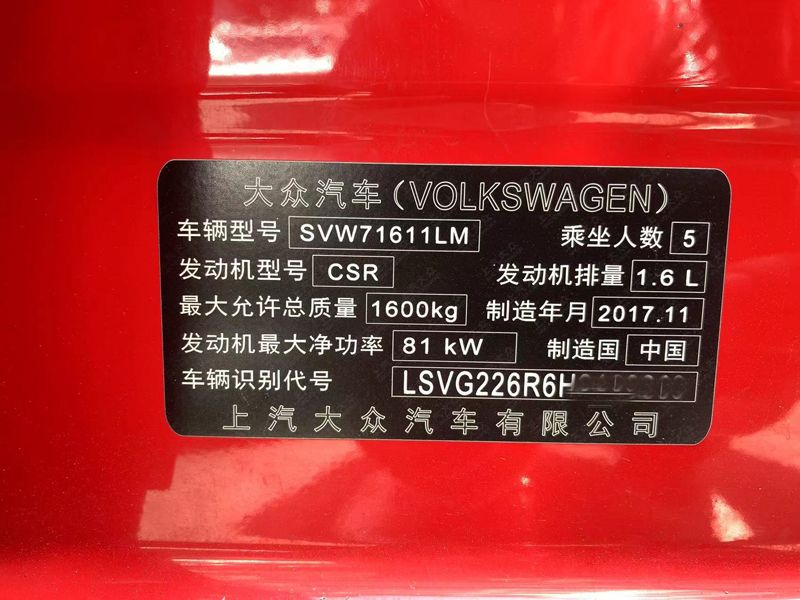 大众汽车(VOLKSWAGEN)
车辆型号 SVW71611LM 乘坐人数 5
发动机型号 CSR 发动机排量 1.6 L
最大允许总质量 1600kg 制造年月 2017.11
发动机最大净功率 81 kW 制造国 中国
车辆识别代号 LSVG226R6H
上汽大众汽车有限公司